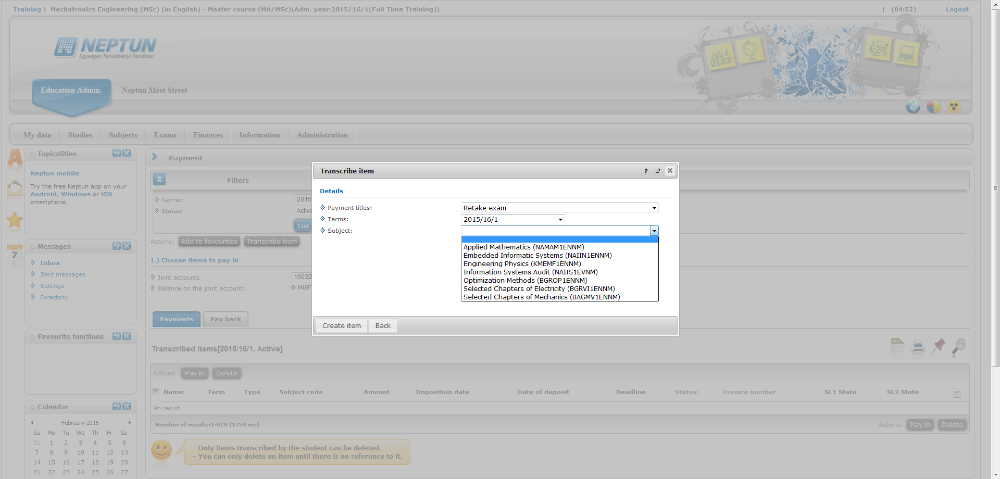 Training | Mechatronics Engineering (MSc) (in English) - Master course (MA/MSc)(Adm. year:2015/16/1[Full Time Training]) | (04:52) Logout
NEPTUN
Egységes Tanulmányi Rendszer
Education Admin. Neptun Meet Street
My data Studies Subjects Exams Finances Information Administration
Topicalities
Neptun mobile
Try the free Neptun app on your
Android, Windows or iOS
smartphone.
Messages
Inbox
Sent messages
Settings
Directory
Favourite functions
Calendar
February 2016
Su Mo Tu We Th Fr Sa
31 1 2 3 4 5 6
7 8 9 10 11 12 13
14 15 16 17 18 19 20
21 22 23 24 25 26 27
A
7
Payment
Filters
Terms: 2015
Status: Active
List
Actions: Add to favourites Transcribe item
1.) Choose items to pay in
Joint accounts 10032
Balance on the joint account: 0 HUF
Payments Pay back
Transcribe item ?
Details
Payment titles: Retake exam
Terms: 2015/16/1
Subject:
Applied Mathematics (NAMAM1ENNM)
Embedded Informatic Systems (NAIIN1ENNM)
Engineering Physics (KMEMF1ENNM)
Information Systems Audit (NAIIS1EVNM)
Optimization Methods (BGROP1ENNM)
Selected Chapters of Electricity (BGRVI1ENNM)
Selected Chapters of Mechanics (BAGMV1ENNM)
Create item Back
Transcribed items[2015/16/1, Active]
XLS
Actions: Pay in Delete
Name: Term Type Subject code Amount Imposition date Date of deposit Deadline Status: Invoice number SL1 State SL2 State
No result
Number of results:1-0/0 (1734 ms) Actions: Pay in Delete
- Only items transcribed by the student can be deleted.
- You can only delete an item until there is no reference to it.